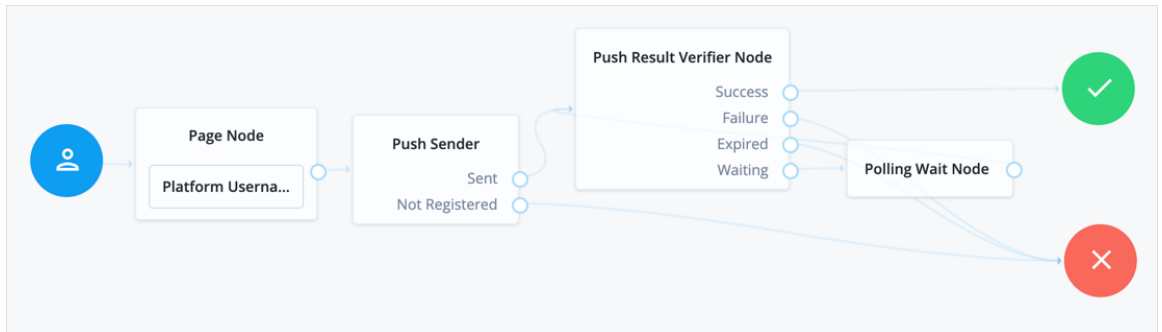 Page Node
Platform Userna...
Push Sender
Sent
Not Registered
Push Result Verifier Node
Success
Failure
Expired
Waiting
Polling Wait Node